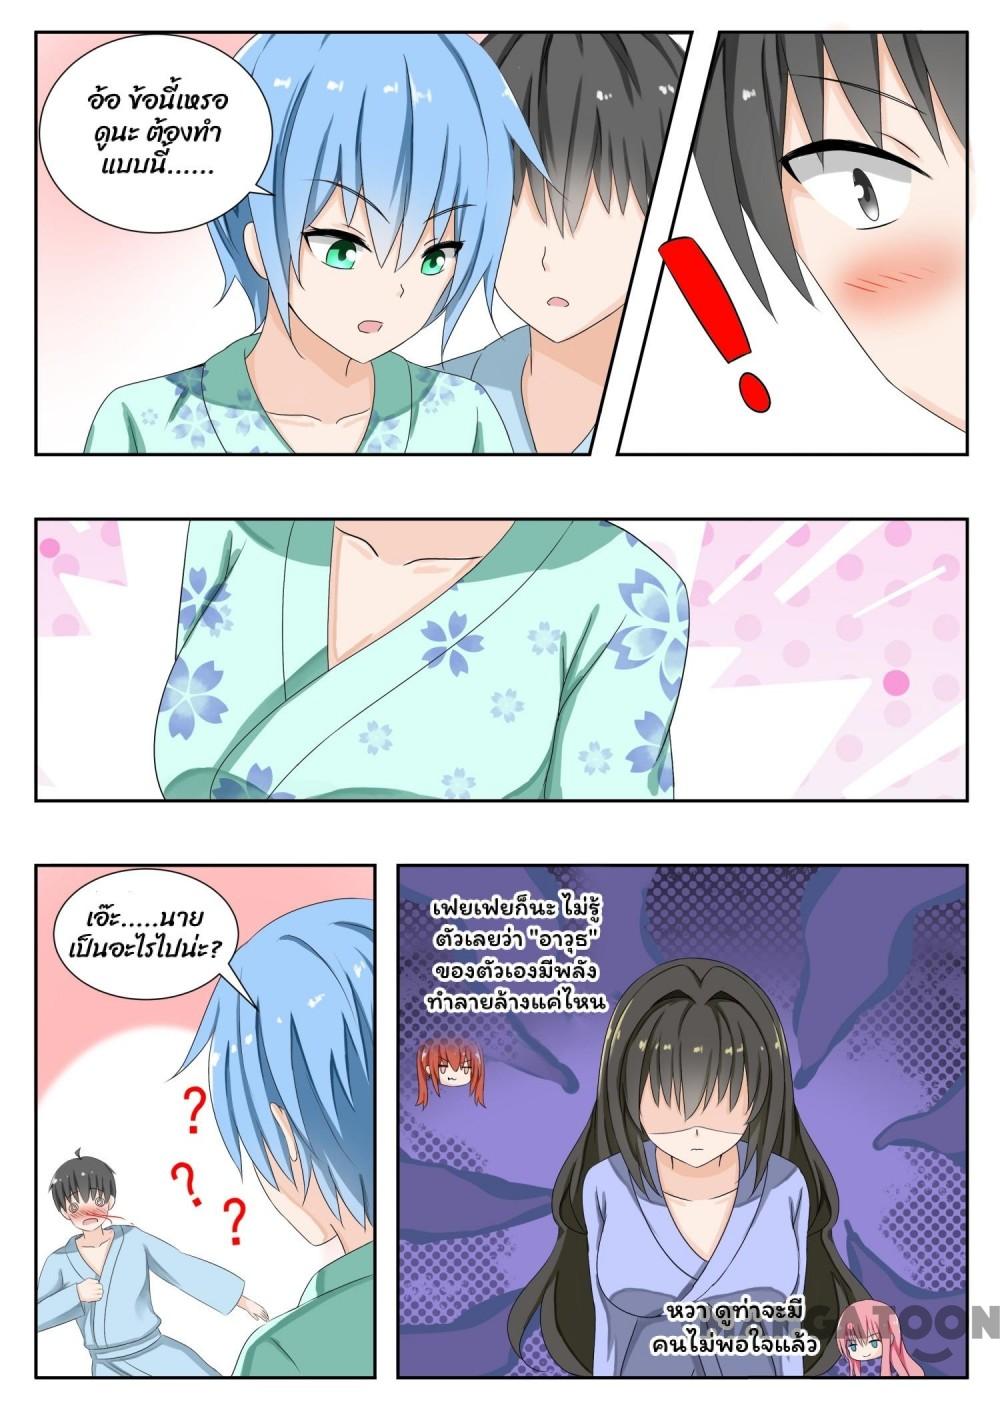 อ้อ ข้อนี้เหรอ
ดูนะ ต้องทำ
แบบนี้......
เอ๊ะ.....นาย
เป็นอะไรไปน่ะ?
?
?
?
เฟยเฟยก็นะ ไม่รู้
ตัวเลยว่า "อาวุธ"
ของตัวเองมีพลัง
ทำลายล้างแค่ไหน
หวา ดูท่าจะมี
คนไม่พอใจแล้ว
MANGATOON